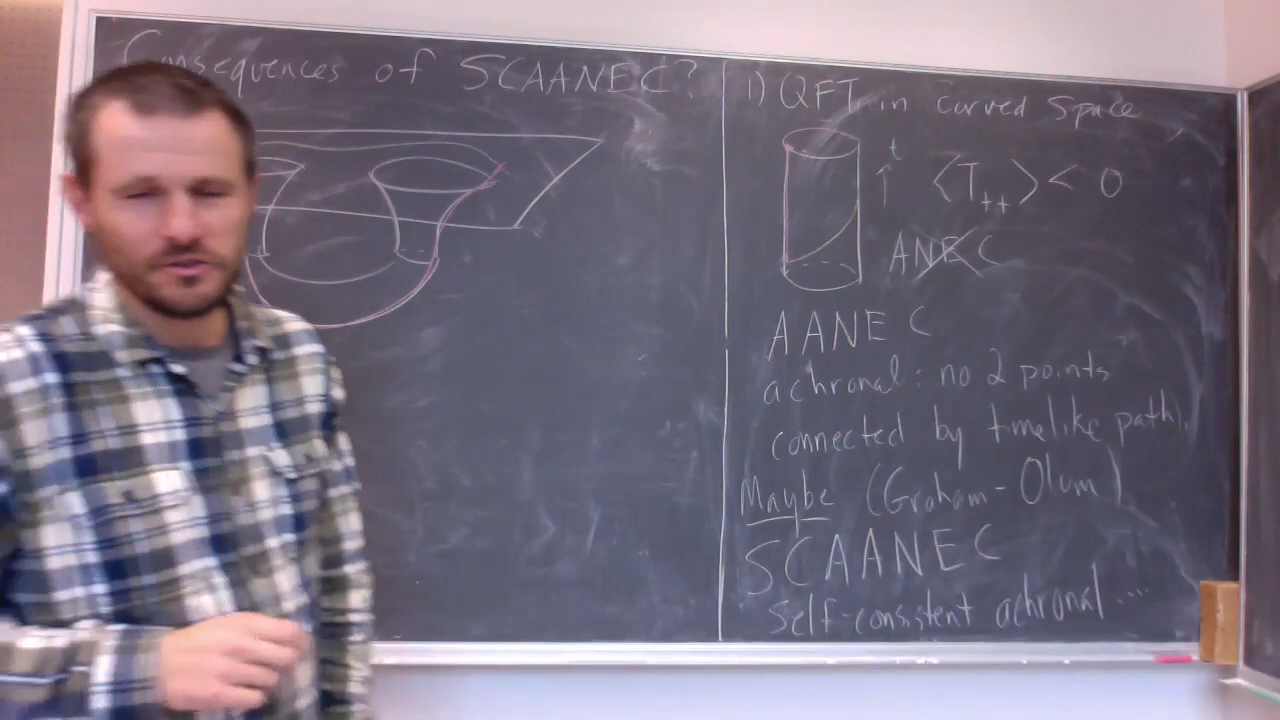 Consequences of SCAANEC?
1) QFT in Curved Space
t
↑
⟨T₊₊⟩ < 0
ANEC
AANEC
achronal: no 2 points
connected by timelike path).
Maybe (Graham-Olum)
SCAANEC
self-consistent achronal...